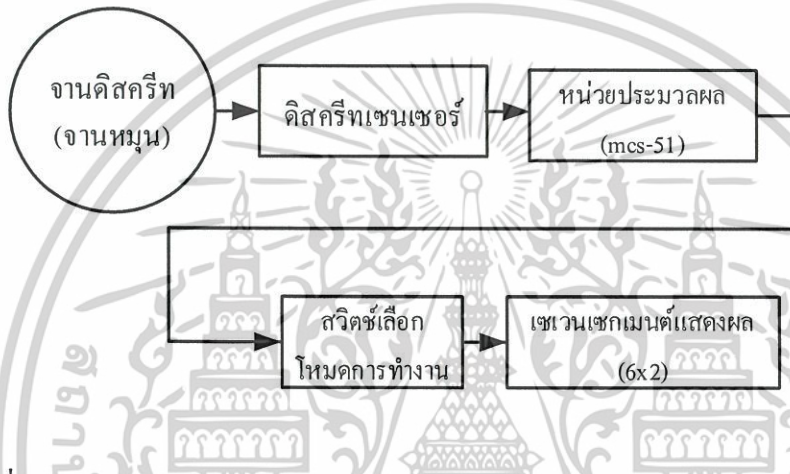 จานดิสครีท
(จานหมุน)
ดิสครีทเซนเซอร์
หน่วยประมวลผล
(mcs-51)
สวิตช์เลือก
โหมดการทำงาน
เซเวนเซกเมนต์แสดงผล
(6x2)